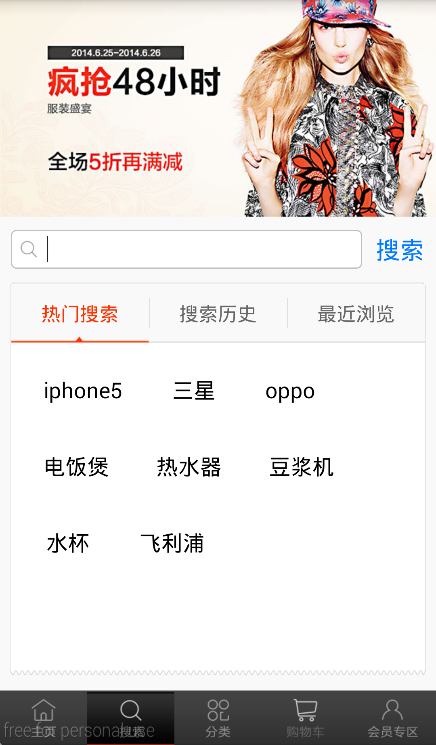 2014.6.25-2014.6.26
疯抢48小时
服装盛宴
全场5折再满减
搜索
热门搜索 搜索历史 最近浏览
iphone5 三星 oppo
电饭煲 热水器 豆浆机
水杯 飞利浦
主页 搜索 分类 购物车 会员专区
free for personal use